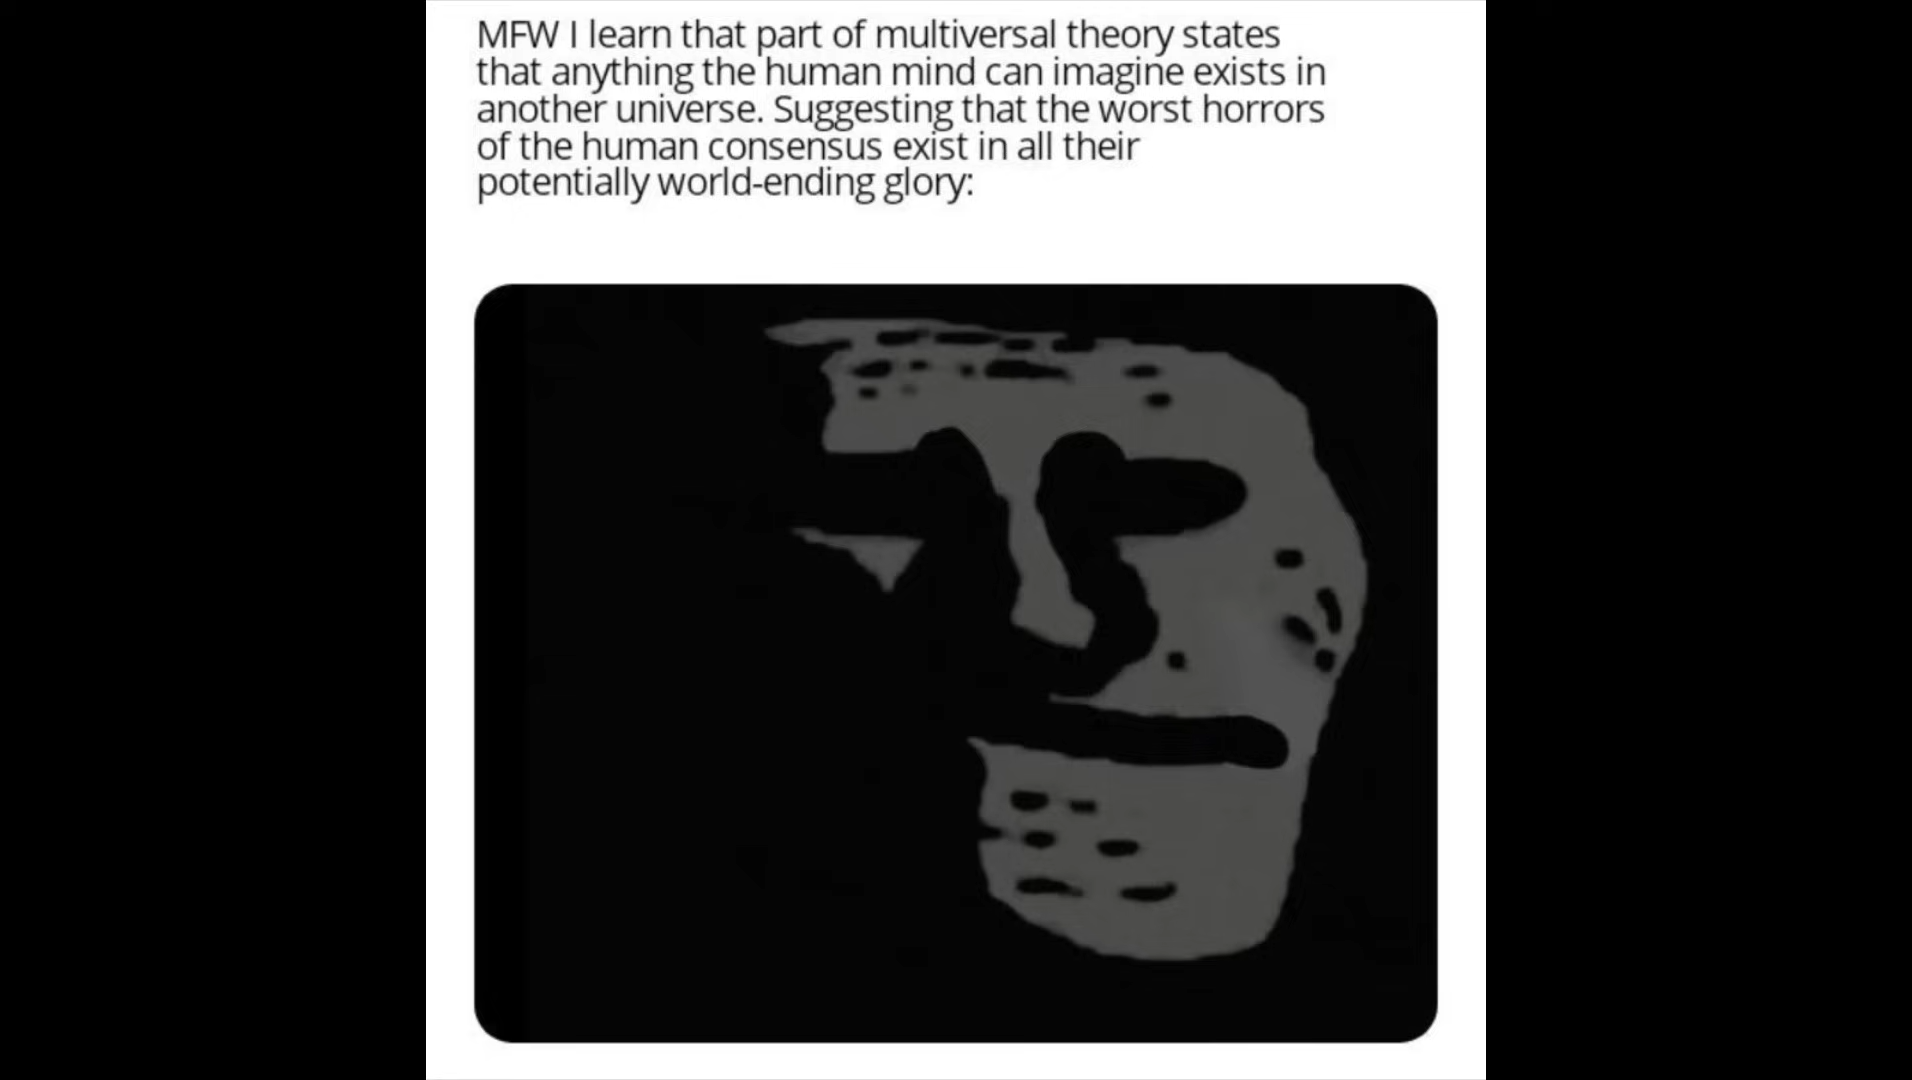 MFW I learn that part of multiversal theory states
that anything the human mind can imagine exists in
another universe. Suggesting that the worst horrors
of the human consensus exist in all their
potentially world-ending glory: